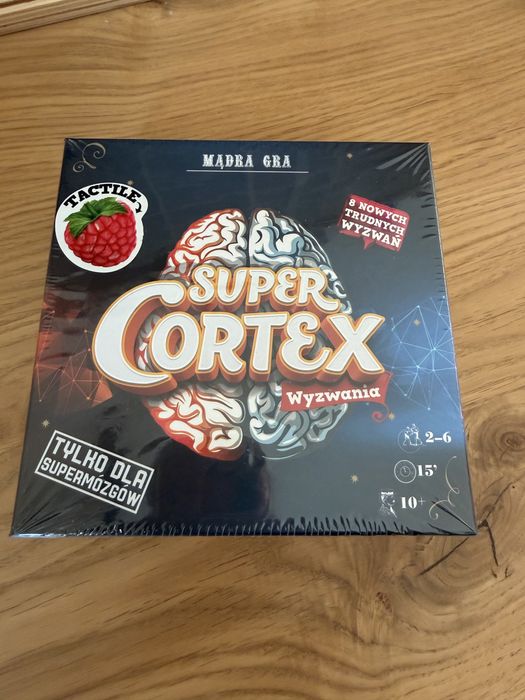 MĄDRA GRA
TACTILE
8 NOWYCH
TRUDNYCH
WYZWAŃ
SUPER
CORTEX
Wyzwania
TYLKO DLA
SUPERMÓZGÓW
2-6
15'
10+